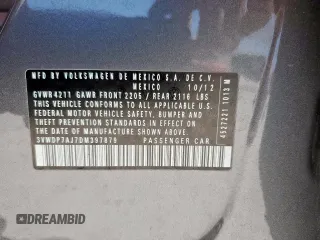 MFD BY VOLKSWAGEN DE MEXICO S.A. DE C.V.
MEXICO 10/12
GVWR4211 GAWR FRONT 2205 / REAR 2116 LBS
THIS VEHICLE CONFORMS TO ALL APPLICABLE
FEDERAL MOTOR VEHICLE SAFETY, BUMPER AND
THEFT PREVENTION STANDARDS IN EFFECT ON
THE DATE OF MANUFACTURE SHOWN ABOVE.
3VWDP7AJ7DM397879 PASSENGER CAR
4927221 1013 M
DREAMBID